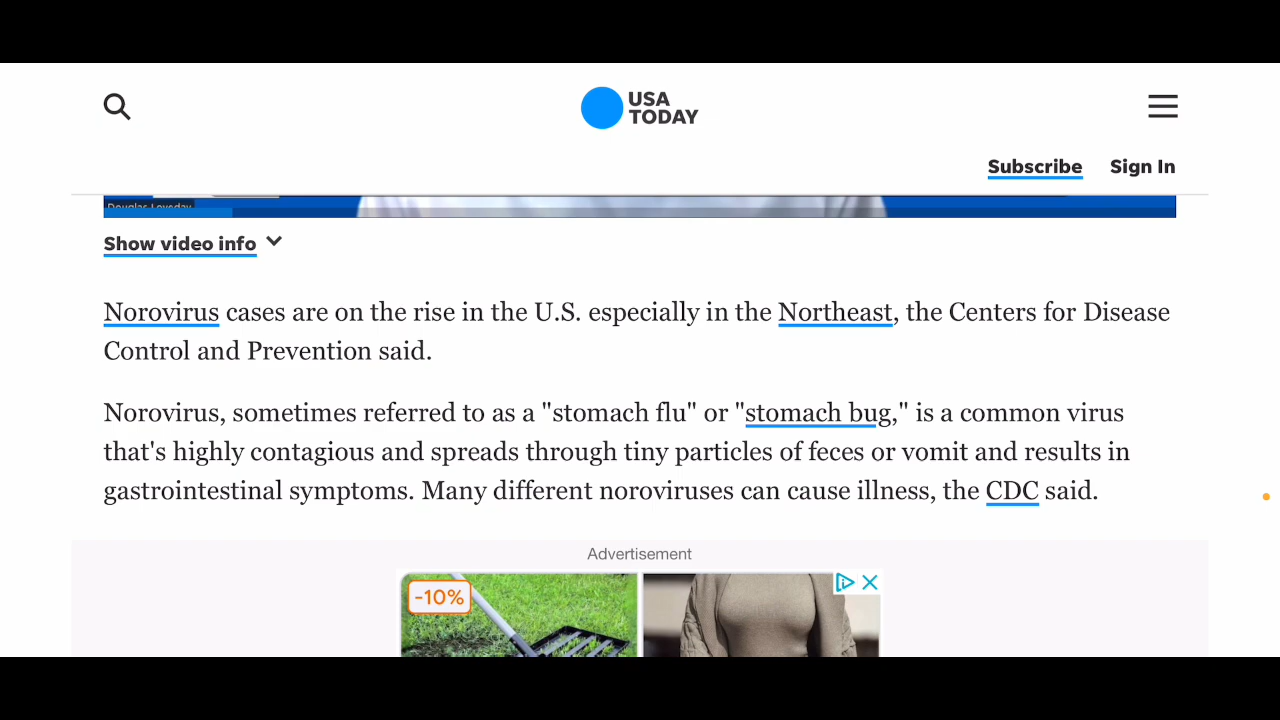 USA
TODAY
Subscribe Sign In
Douglas Loveday
Show video info
Norovirus cases are on the rise in the U.S. especially in the Northeast, the Centers for Disease
Control and Prevention said.
Norovirus, sometimes referred to as a "stomach flu" or "stomach bug," is a common virus
that's highly contagious and spreads through tiny particles of feces or vomit and results in
gastrointestinal symptoms. Many different noroviruses can cause illness, the CDC said.
Advertisement
-10%